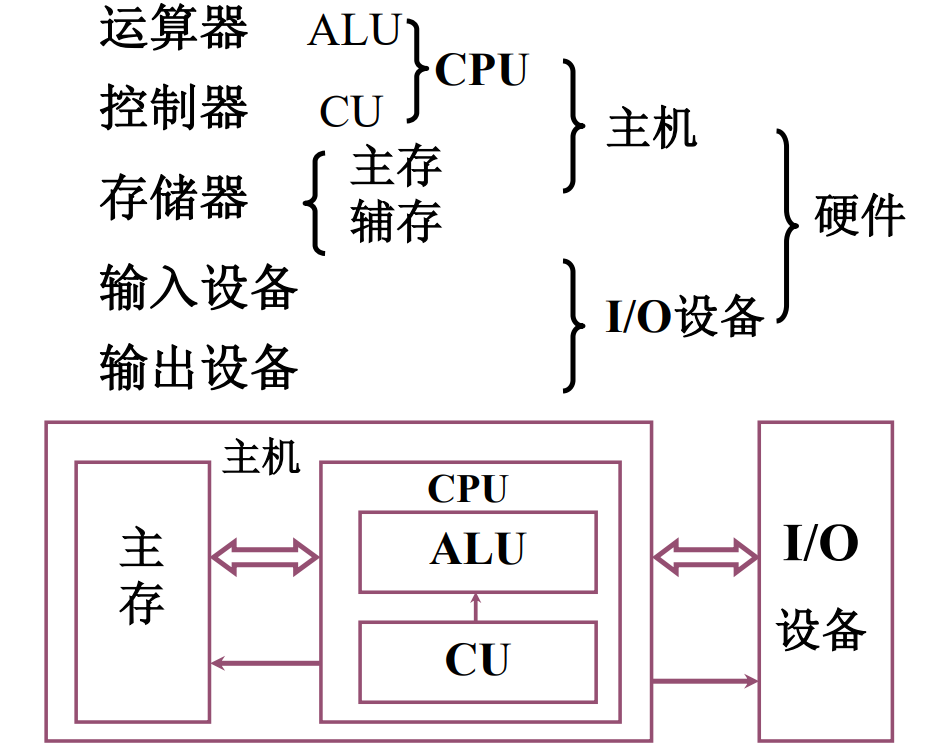 运算器 ALU
CPU
控制器 CU
主机
存储器 主存
辅存
硬件
输入设备
I/O设备
输出设备
主机
CPU
主存
ALU
CU
I/O
设备